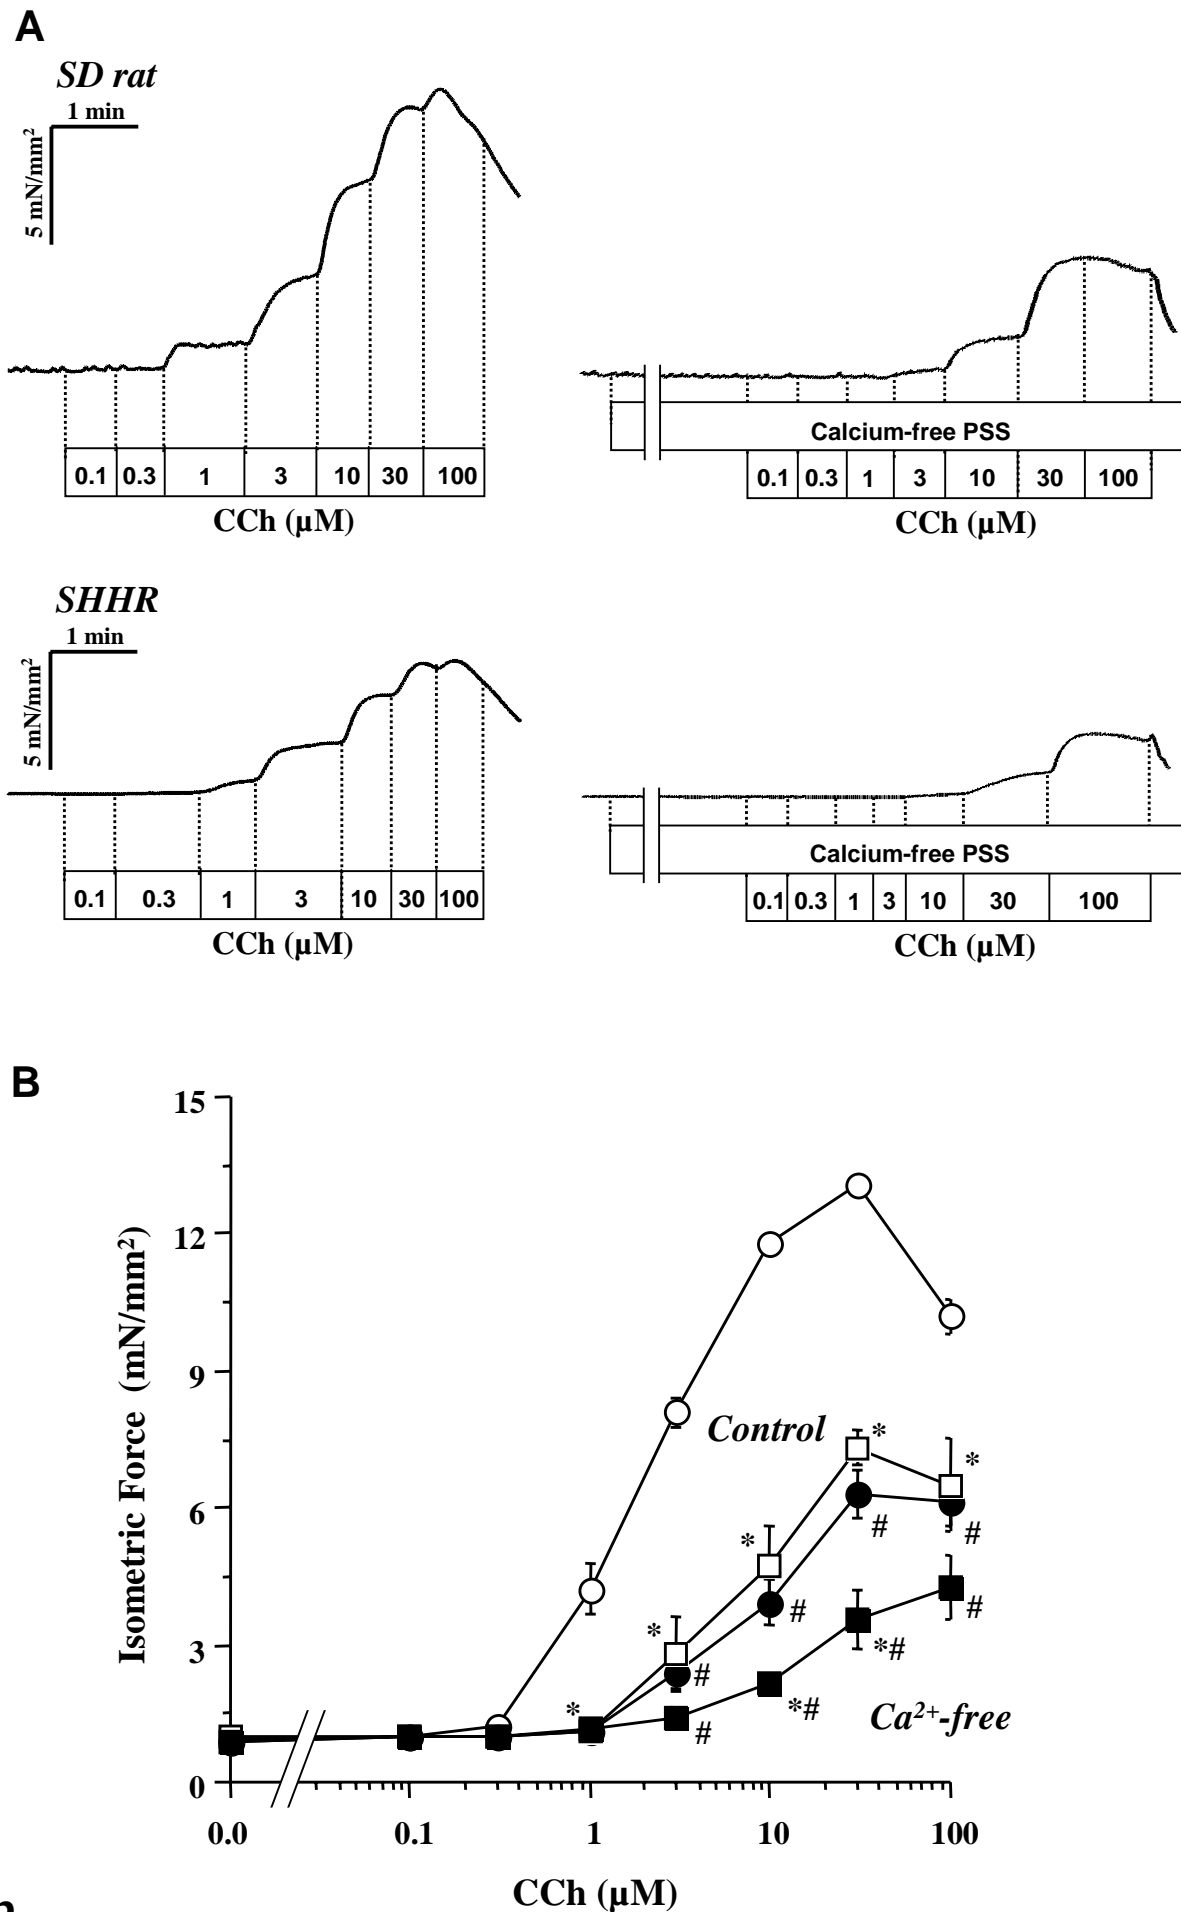 A
SD rat
1 min
5 mN/mm²
Calcium-free PSS
0.1 0.3 1 3 10 30 100
CCh (µM)
0.1 0.3 1 3 10 30 100
CCh (µM)
SHHR
1 min
5 mN/mm²
Calcium-free PSS
0.1 0.3 1 3 10 30 100
CCh (µM)
0.1 0.3 1 3 10 30 100
CCh (µM)
B
Isometric Force (mN/mm²)
15
12
9
6
3
0
Control
Ca²⁺-free
*
*
*
*
*
#
#
#
#
#
*#
*#
#
0.0 0.1 1 10 100
CCh (µM)